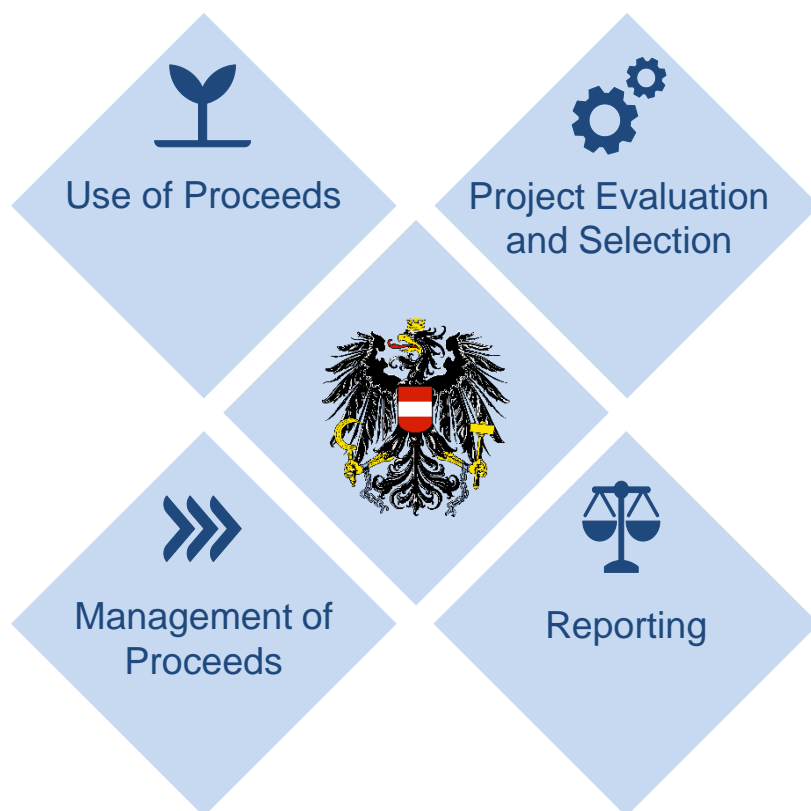 Use of Proceeds
Project Evaluation
and Selection
Management of
Proceeds
Reporting